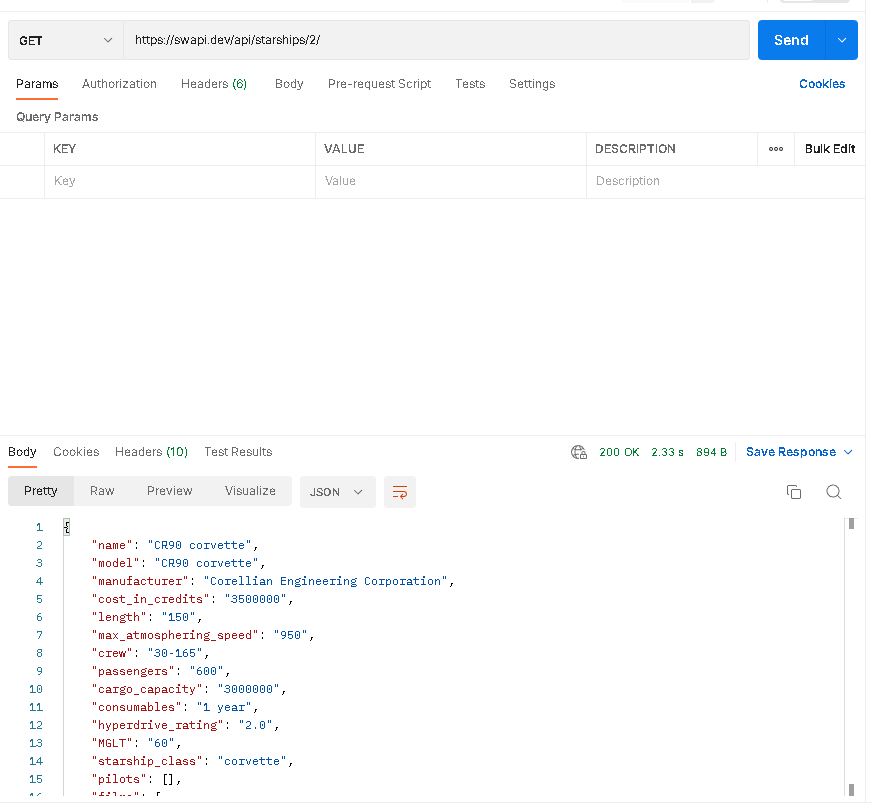 GET https://swapi.dev/api/starships/2/ Send
Params Authorization Headers (6) Body Pre-request Script Tests Settings Cookies
Query Params
KEY VALUE DESCRIPTION ooo Bulk Edit
Key Value Description
Body Cookies Headers (10) Test Results 200 OK 2.33 s 894 B Save Response
Pretty Raw Preview Visualize JSON
1 {
2 "name": "CR90 corvette",
3 "model": "CR90 corvette",
4 "manufacturer": "Corellian Engineering Corporation",
5 "cost_in_credits": "3500000",
6 "length": "150",
7 "max_atmosphering_speed": "950",
8 "crew": "30-165",
9 "passengers": "600",
10 "cargo_capacity": "3000000",
11 "consumables": "1 year",
12 "hyperdrive_rating": "2.0",
13 "MGLT": "60",
14 "starship_class": "corvette",
15 "pilots": [],
16 "films": [